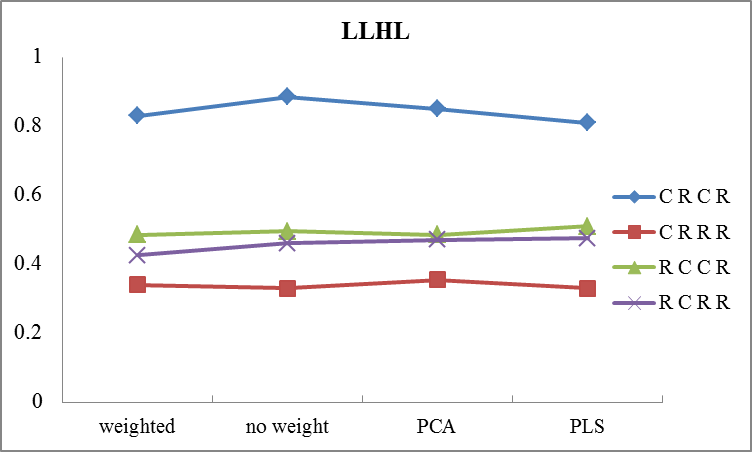 LLHL
1
0.8
0.6
0.4
0.2
0
weighted no weight PCA PLS
C R C R
C R R R
R C C R
R C R R